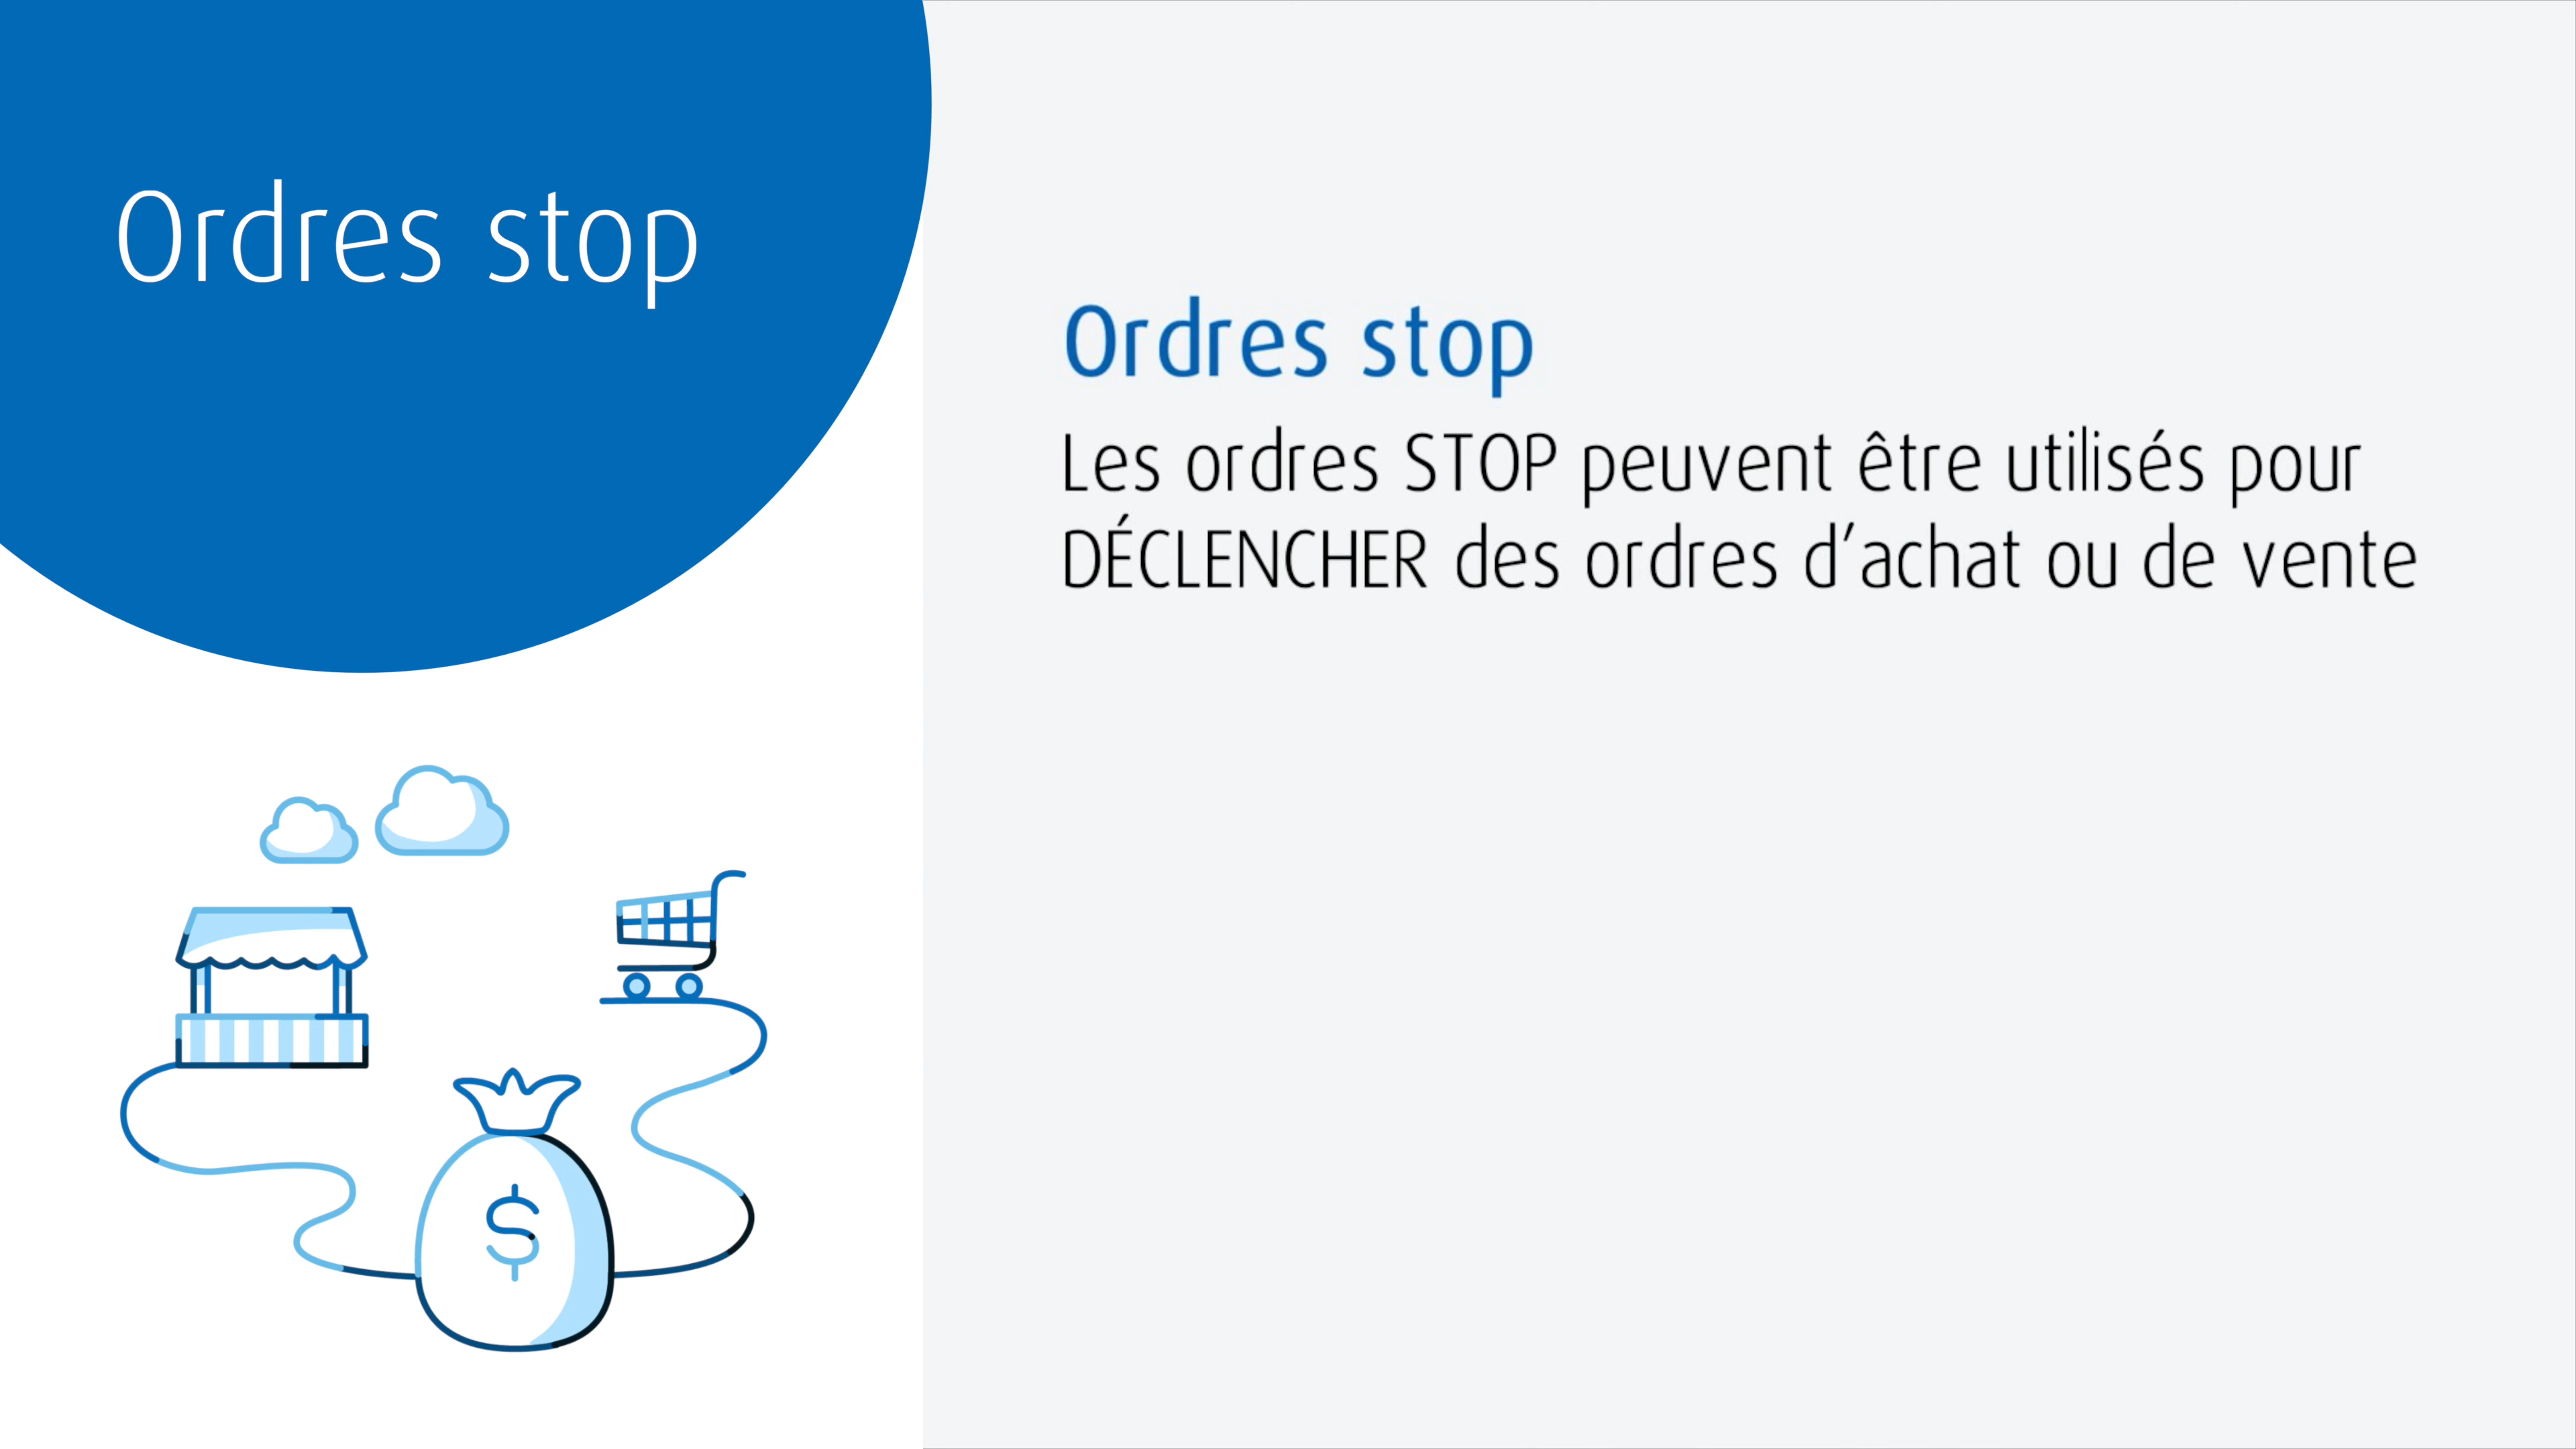 Ordres stop
Ordres stop
Les ordres STOP peuvent être utilisés pour
DÉCLENCHER des ordres d’achat ou de vente
$